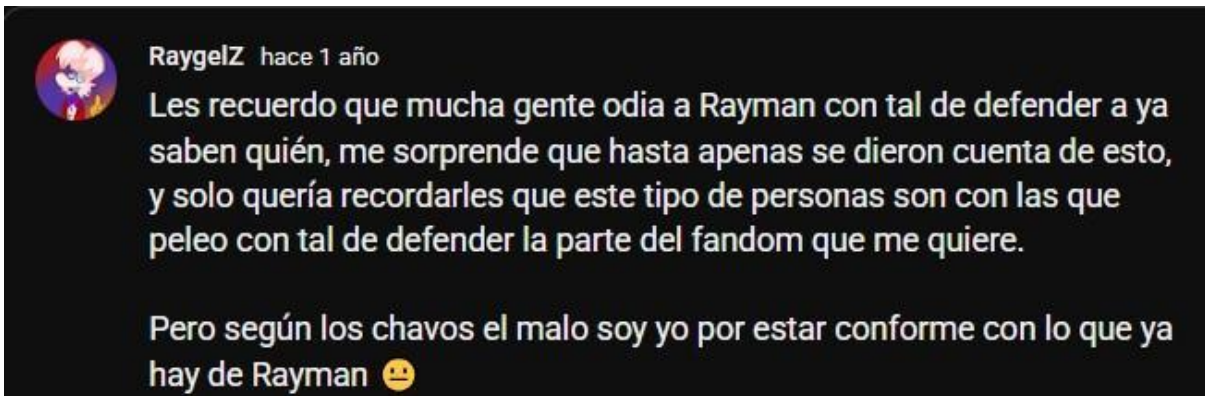 RaygelZ hace 1 año
Les recuerdo que mucha gente odia a Rayman con tal de defender a ya
saben quién, me sorprende que hasta apenas se dieron cuenta de esto,
y solo quería recordarles que este tipo de personas son con las que
peleo con tal de defender la parte del fandom que me quiere.
Pero según los chavos el malo soy yo por estar conforme con lo que ya
hay de Rayman 😐